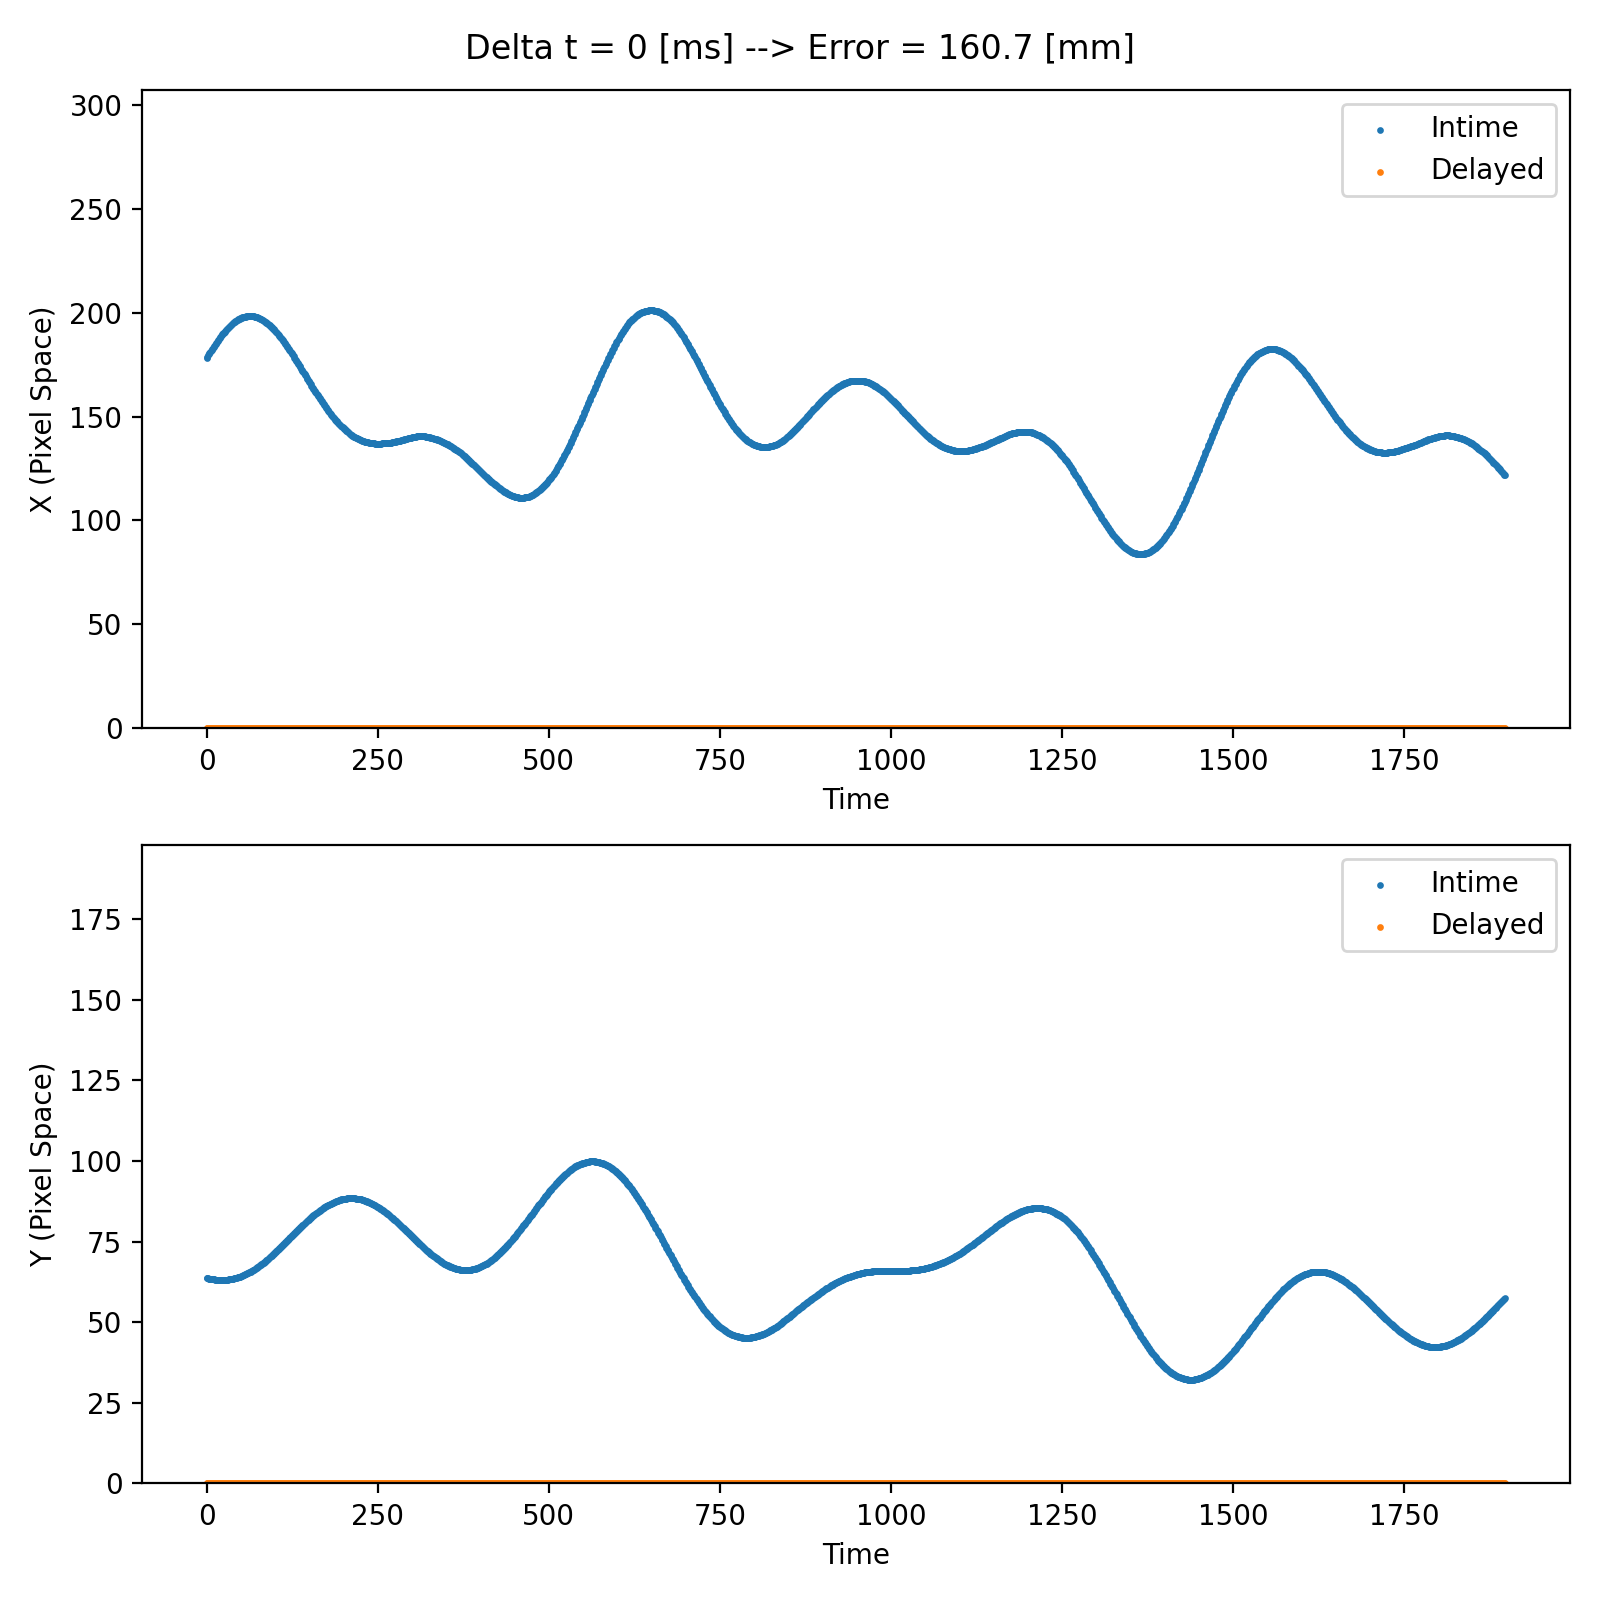 Delta t = 0 [ms] --> Error = 160.7 [mm]
300
250
200
150
100
50
0
X (Pixel Space)
Intime
Delayed
0 250 500 750 1000 1250 1500 1750
Time
175
150
125
100
75
50
25
0
Y (Pixel Space)
Intime
Delayed
0 250 500 750 1000 1250 1500 1750
Time